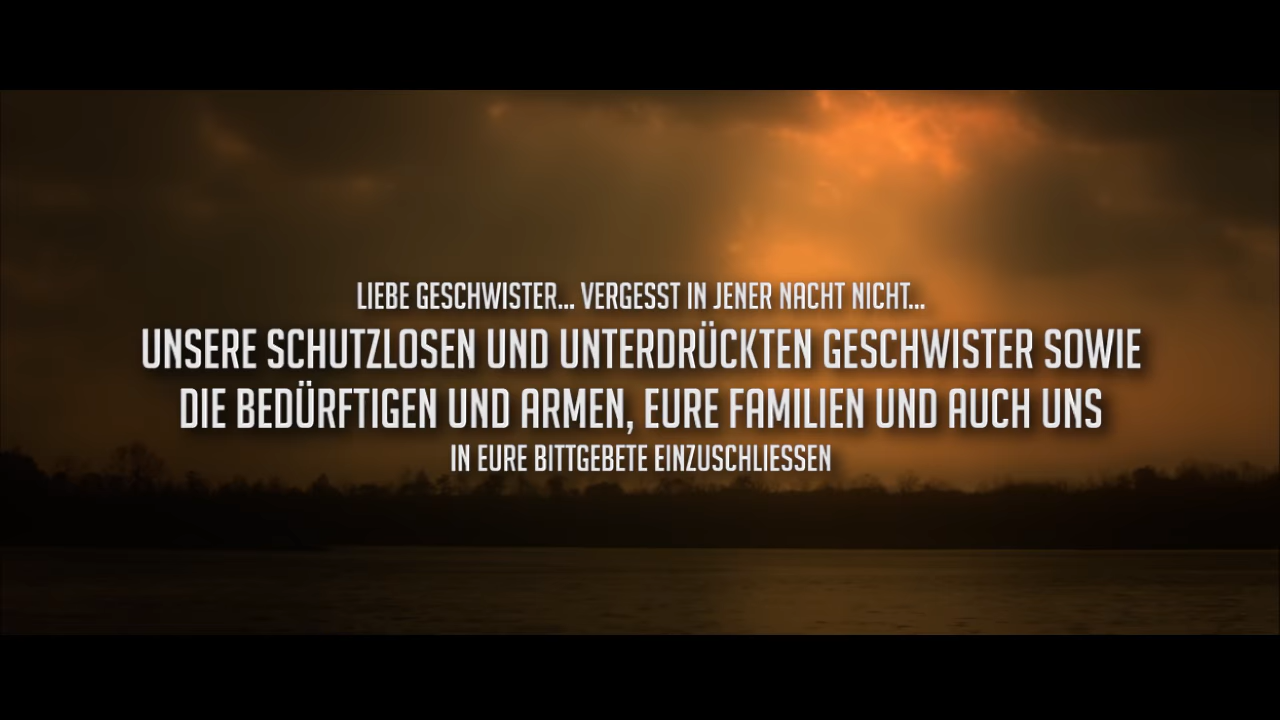 LIEBE GESCHWISTER... VERGESST IN JENER NACHT NICHT...
UNSERE SCHUTZLOSEN UND UNTERDRÜCKTEN GESCHWISTER SOWIE
DIE BEDÜRFTIGEN UND ARMEN, EURE FAMILIEN UND AUCH UNS
IN EURE BITTGEBETE EINZUSCHLIESSEN